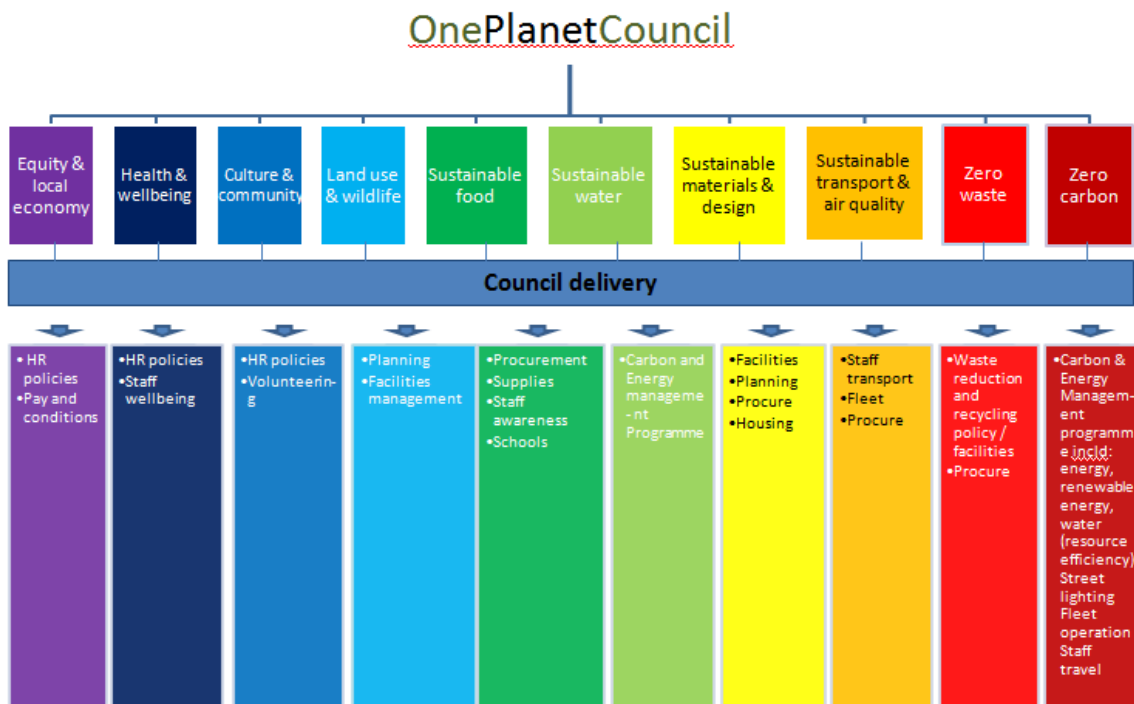 OnePlanetCouncil
Equity &
local
economy
Health &
wellbeing
Culture &
community
Land use
& wildlife
Sustainable
food
Sustainable
water
Sustainable
materials &
design
Sustainable
transport &
air quality
Zero
waste
Zero
carbon
Council delivery
• HR
policies
• Pay and
conditions
•HR policies
•Staff
wellbeing
•HR policies
•Volunteerin-
g
•Planning
•Facilities
management
•Procurement
•Supplies
•Staff
awareness
•Schools
•Carbon and
Energy
manageme
-nt
Programme
•Facilities
•Planning
•Procure
•Housing
•Staff
transport
•Fleet
•Procure
•Waste
reduction
and
recycling
policy /
facilities
•Procure
•Carbon &
Energy
Managem-
ent
programm
e incld:
energy,
renewable
energy,
water
(resource
efficiency)
Street
lighting
Fleet
operation
Staff
travel